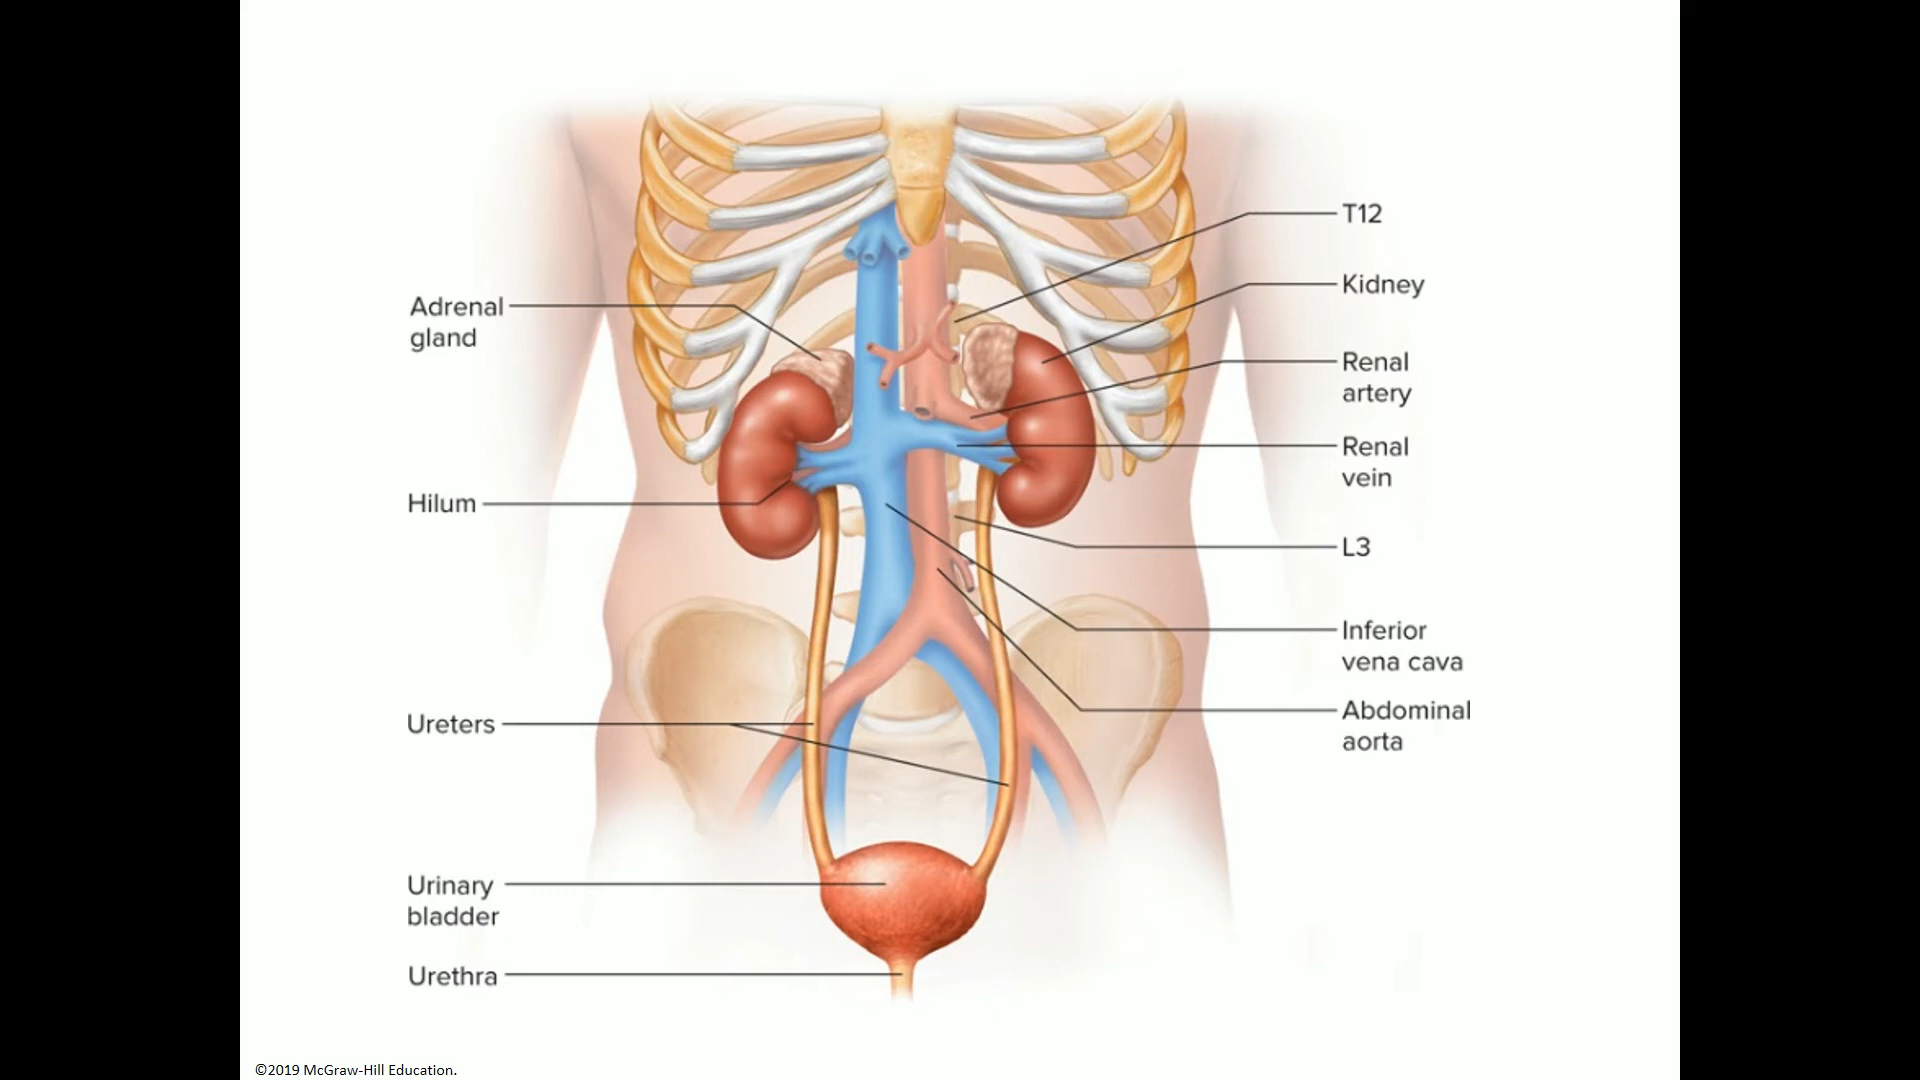 Adrenal
gland
Hilum
Ureters
Urinary
bladder
Urethra
T12
Kidney
Renal
artery
Renal
vein
L3
Inferior
vena cava
Abdominal
aorta
©2019 McGraw-Hill Education.